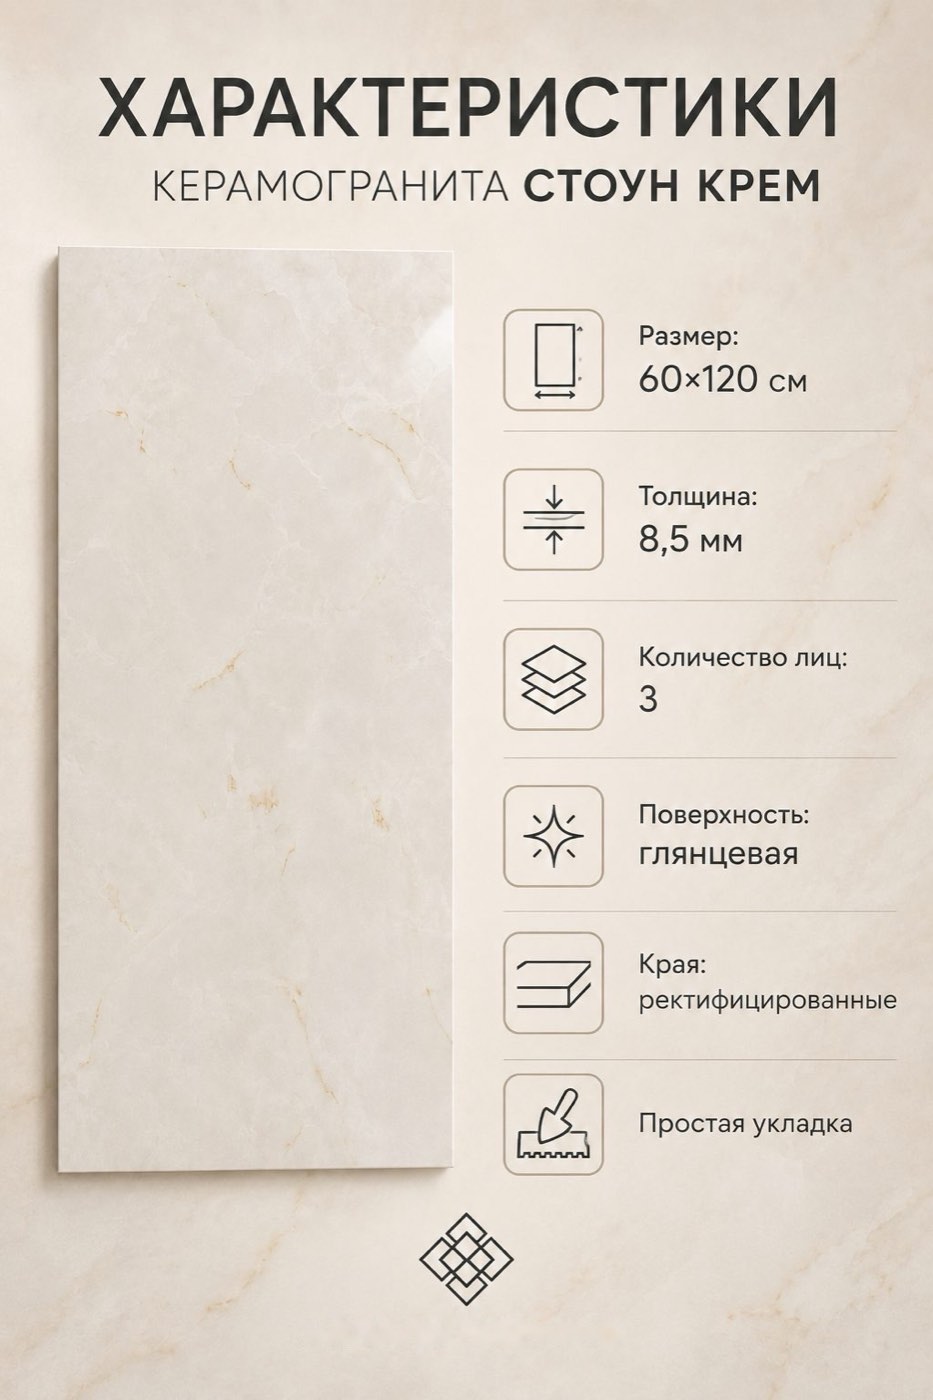 ХАРАКТЕРИСТИКИ
КЕРАМОГРАНИТА СТОУН КРЕМ
Размер:
60×120 см
Толщина:
8,5 мм
Количество лиц:
3
Поверхность:
глянцевая
Края:
ректифицированные
Простая укладка